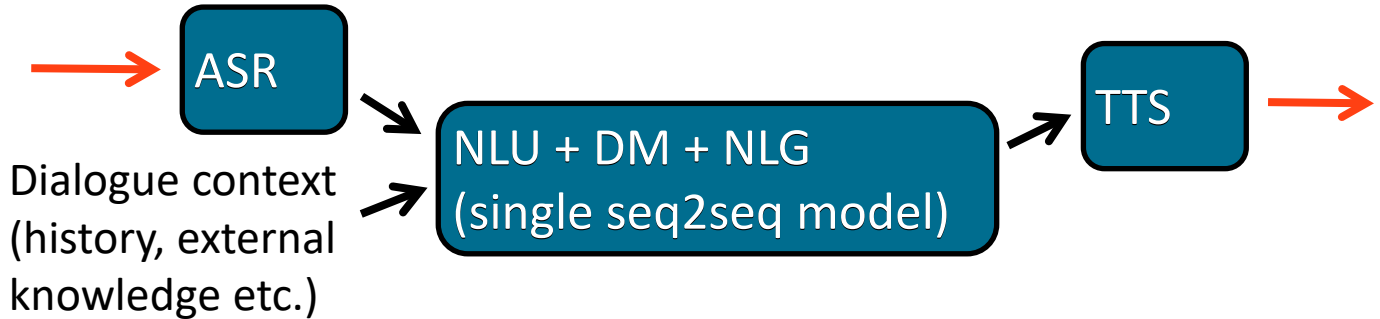 ASR
Dialogue context
(history, external
knowledge etc.)
NLU + DM + NLG
(single seq2seq model)
TTS